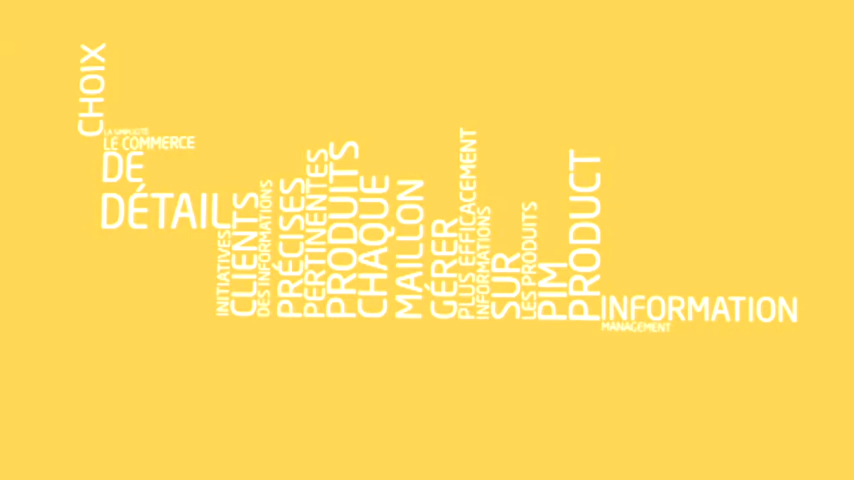 CHOIX
LA SIMPLICITÉ
LE COMMERCE
DE
DÉTAIL
INITIATIVES
CLIENTS
DES INFORMATIONS
PRÉCISES
PERTINENTES
PRODUITS
CHAQUE
MAILLON
GÉRER
PLUS EFFICACEMENT
INFORMATIONS
SUR
LES PRODUITS
PIM
PRODUCT
INFORMATION
MANAGEMENT